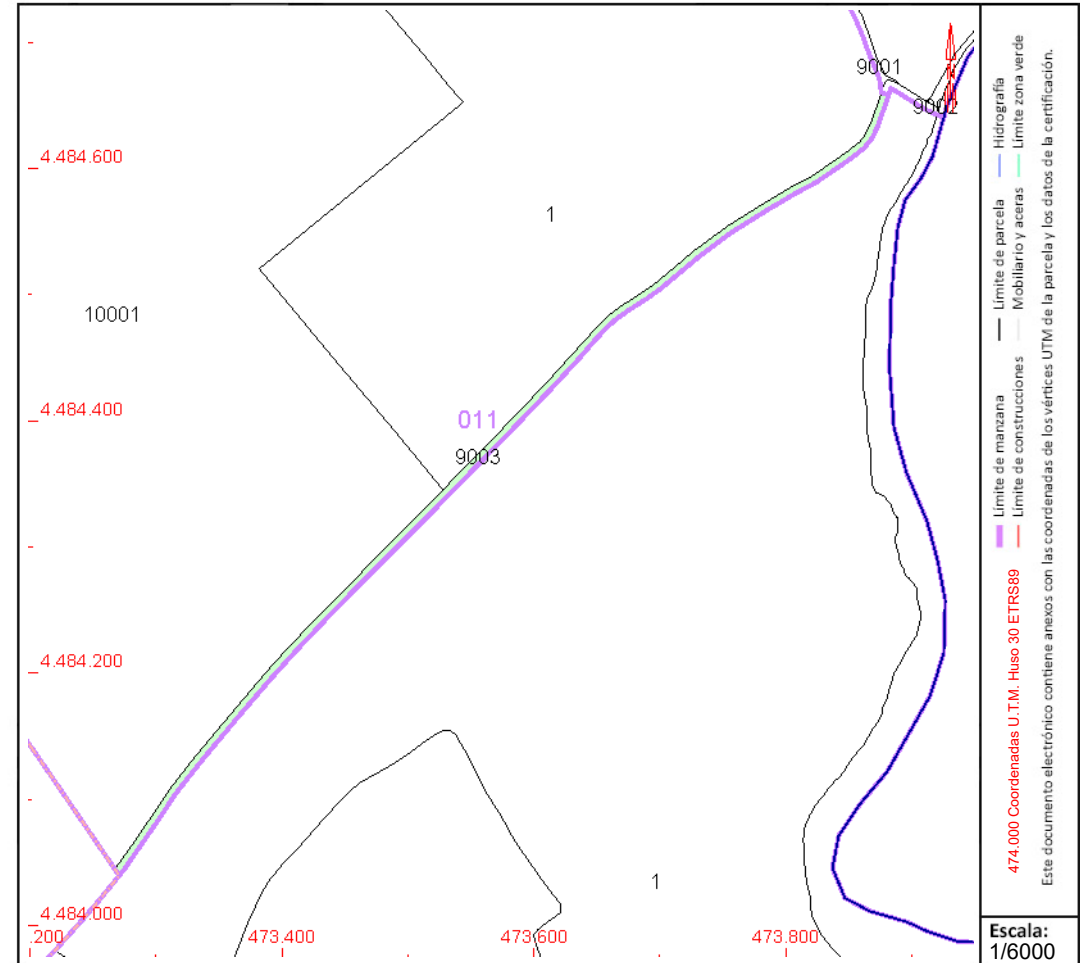 9001
9002
4.484.600
1
10001
4.484.400
011
9003
4.484.200
1
4.484.000
.200
473.400
473.600
473.800
Límite de manzana
Límite de parcela
Hidrografía
Límite de construcciones
Mobiliario y aceras
Límite zona verde
474.000 Coordenadas U.T.M. Huso 30 ETRS89
Este documento electrónico contiene anexos con las coordenadas de los vértices UTM de la parcela y los datos de la certificación.
Escala:
1/6000